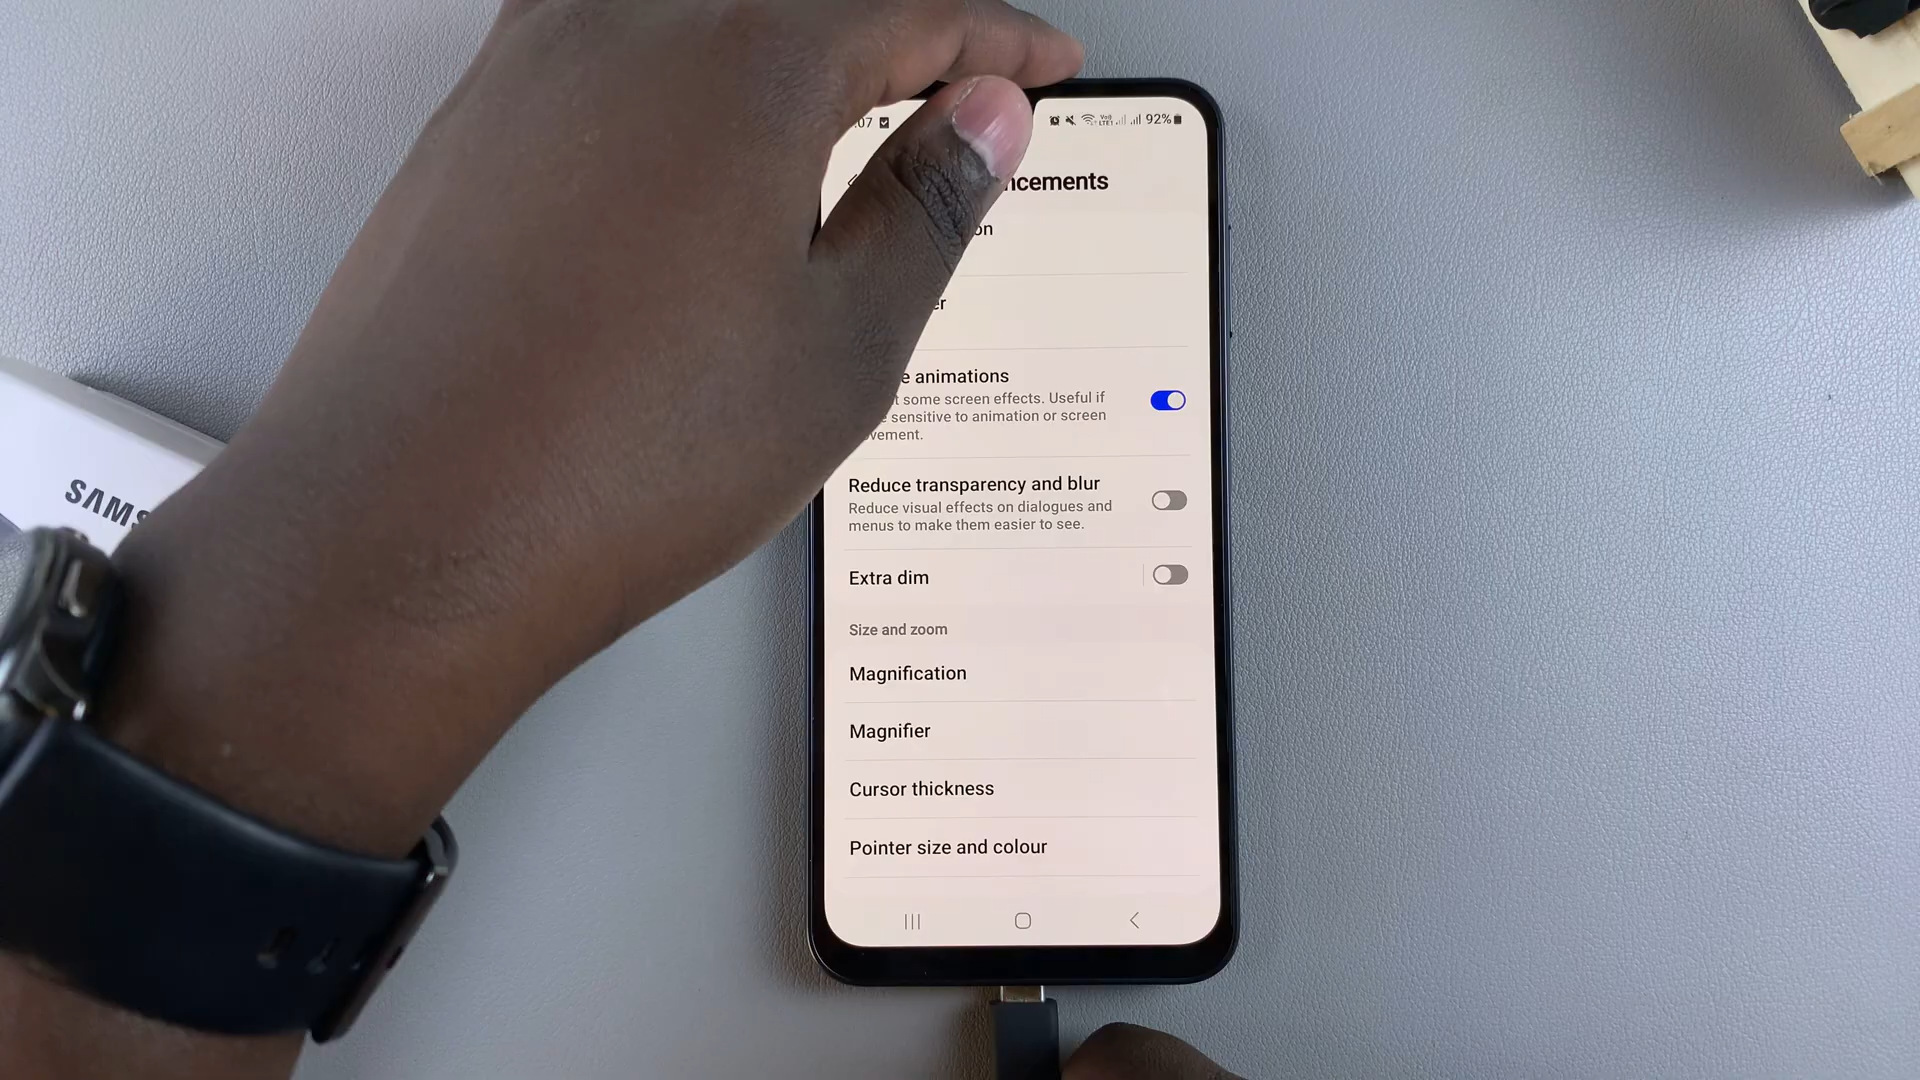 :07 92%
ncements
on
er
e animations
t some screen effects. Useful if
e sensitive to animation or screen
vement.
Reduce transparency and blur
Reduce visual effects on dialogues and
menus to make them easier to see.
Extra dim
Size and zoom
Magnification
Magnifier
Cursor thickness
Pointer size and colour
SAMS